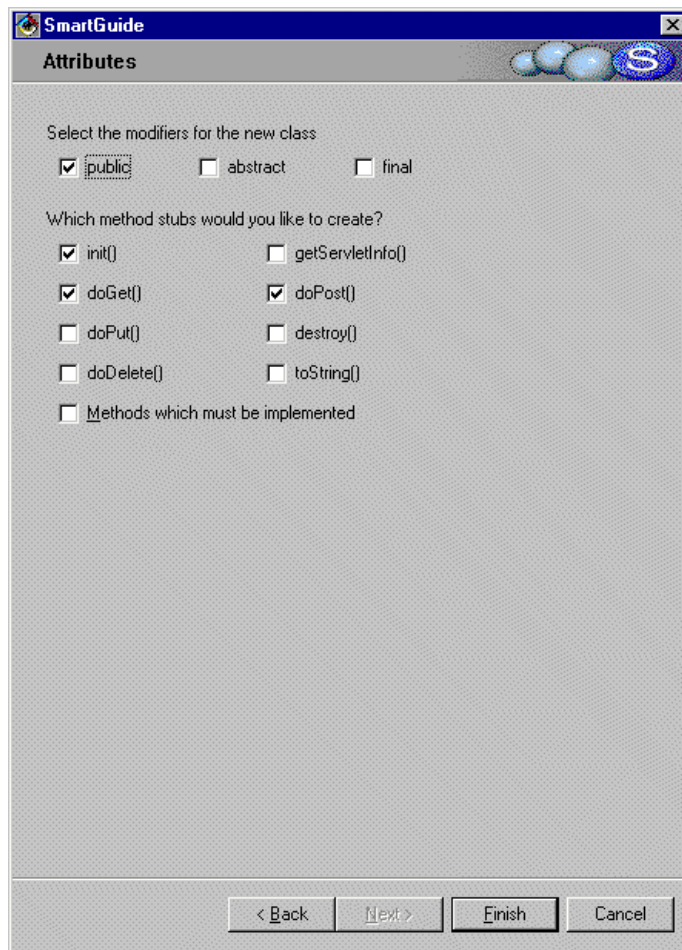 SmartGuide
Attributes
S
Select the modifiers for the new class
public abstract final
Which method stubs would you like to create?
init() getServletInfo()
doGet() doPost()
doPut() destroy()
doDelete() toString()
Methods which must be implemented
< Back Next > Finish Cancel